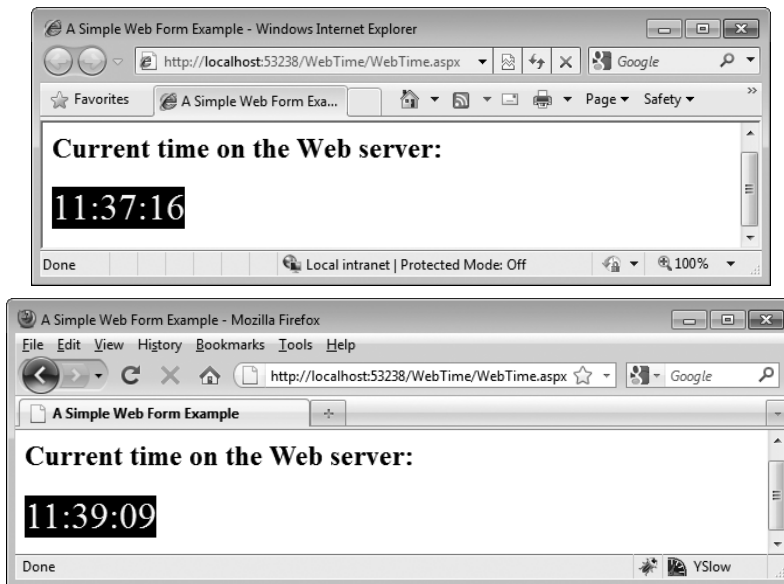 A Simple Web Form Example - Windows Internet Explorer
http://localhost:53238/WebTime/WebTime.aspx
Google
Favorites
A Simple Web Form Exa...
Page
Safety
Current time on the Web server:
11:37:16
Done
Local intranet | Protected Mode: Off
100%
A Simple Web Form Example - Mozilla Firefox
File Edit View History Bookmarks Tools Help
http://localhost:53238/WebTime/WebTime.aspx
Google
A Simple Web Form Example
Current time on the Web server:
11:39:09
Done
YSlow